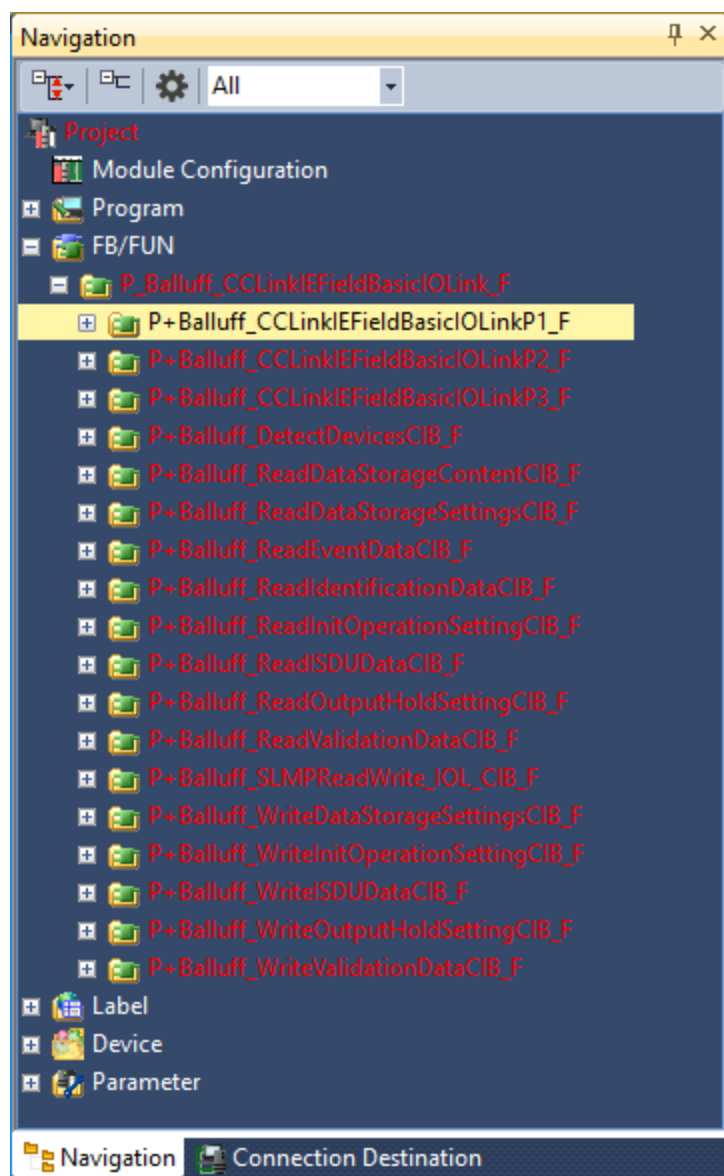 Navigation
All
Project
Module Configuration
Program
FB/FUN
P_Balluff_CCLinkIEFieldBasicIOLink_F
P+Balluff_CCLinkIEFieldBasicIOLinkP1_F
P+Balluff_CCLinkIEFieldBasicIOLinkP2_F
P+Balluff_CCLinkIEFieldBasicIOLinkP3_F
P+Balluff_DetectDevicesCIB_F
P+Balluff_ReadDataStorageContentCIB_F
P+Balluff_ReadDataStorageSettingsCIB_F
P+Balluff_ReadEventDataCIB_F
P+Balluff_ReadIdentificationDataCIB_F
P+Balluff_ReadInitOperationSettingCIB_F
P+Balluff_ReadISDUDataCIB_F
P+Balluff_ReadOutputHoldSettingCIB_F
P+Balluff_ReadValidationDataCIB_F
P+Balluff_SLMPReadWrite_IOL_CIB_F
P+Balluff_WriteDataStorageSettingsCIB_F
P+Balluff_WriteInitOperationSettingCIB_F
P+Balluff_WriteISDUDataCIB_F
P+Balluff_WriteOutputHoldSettingCIB_F
P+Balluff_WriteValidationDataCIB_F
Label
Device
Parameter
Navigation Connection Destination